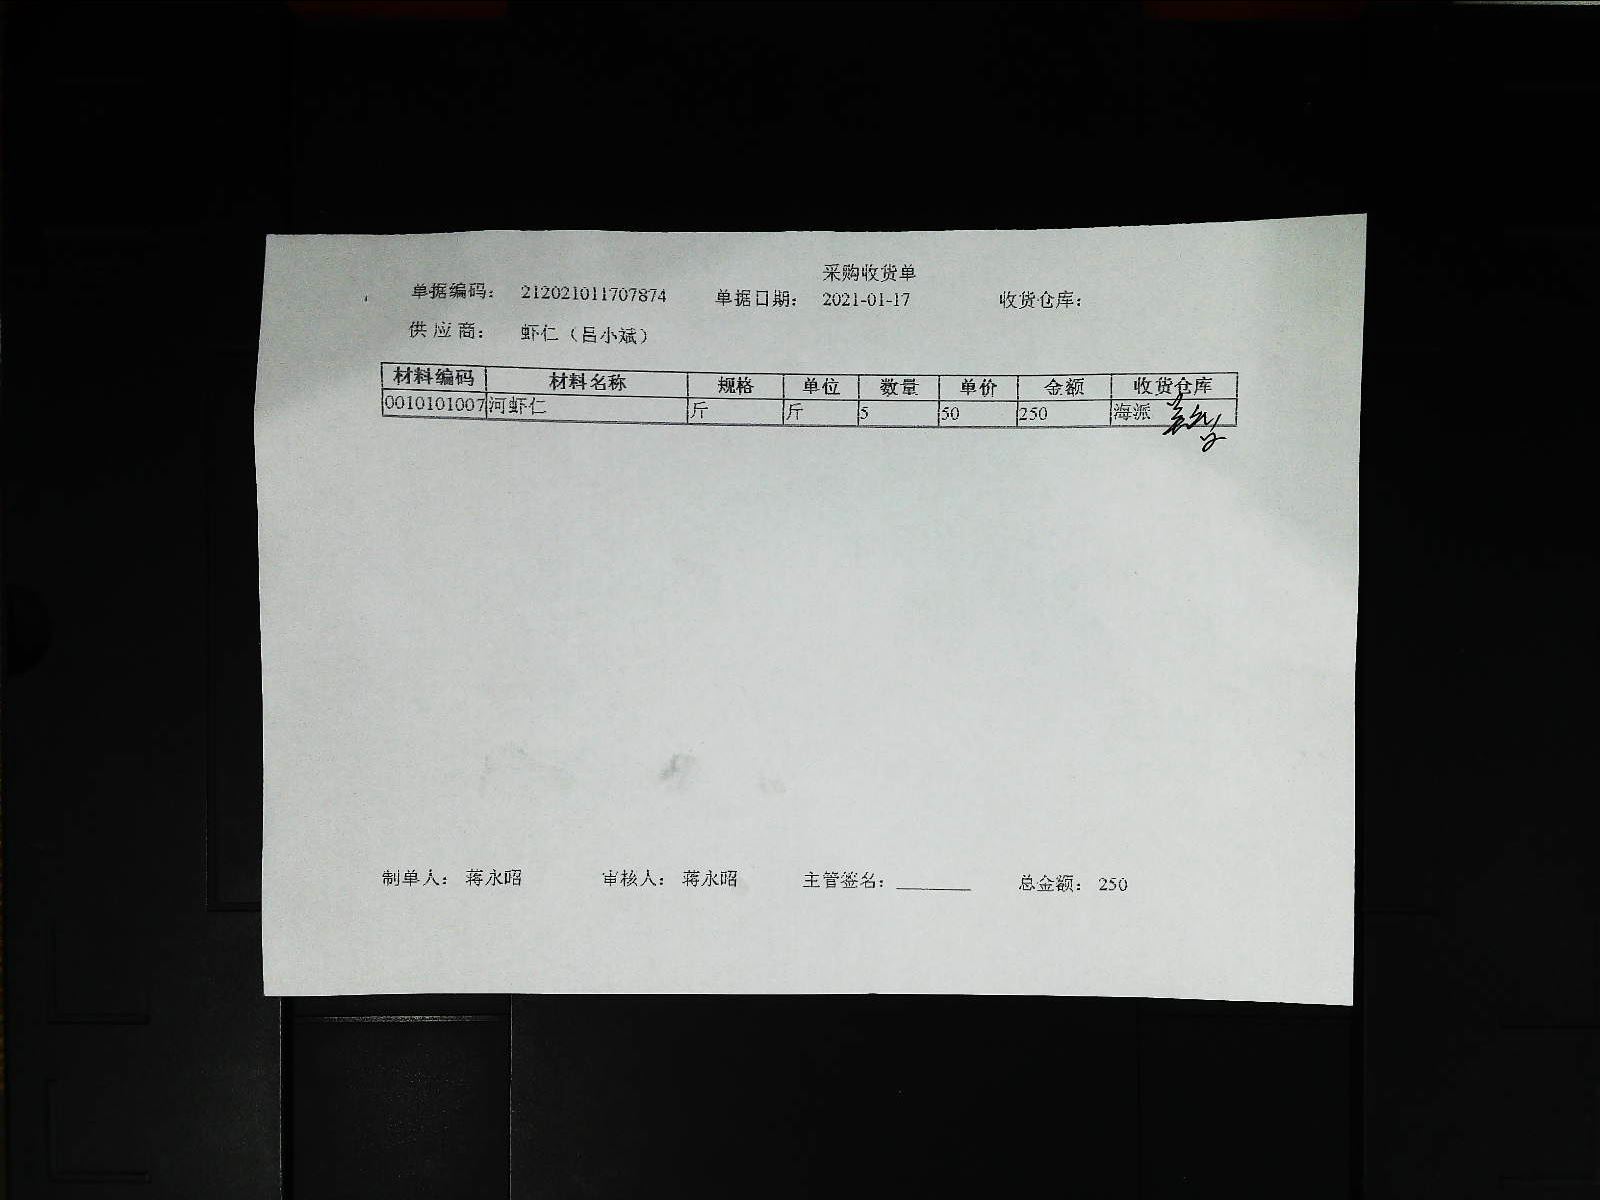 采购收货单
单据编码： 212021011707874 单据日期： 2021-01-17 收货仓库：
供 应 商： 虾仁（吕小斌）
材料编码 材料名称 规格 单位 数量 单价 金额 收货仓库
0010101007 河虾仁 斤 斤 5 50 250 海派
制单人： 蒋永昭 审核人： 蒋永昭 主管签名： 总金额： 250